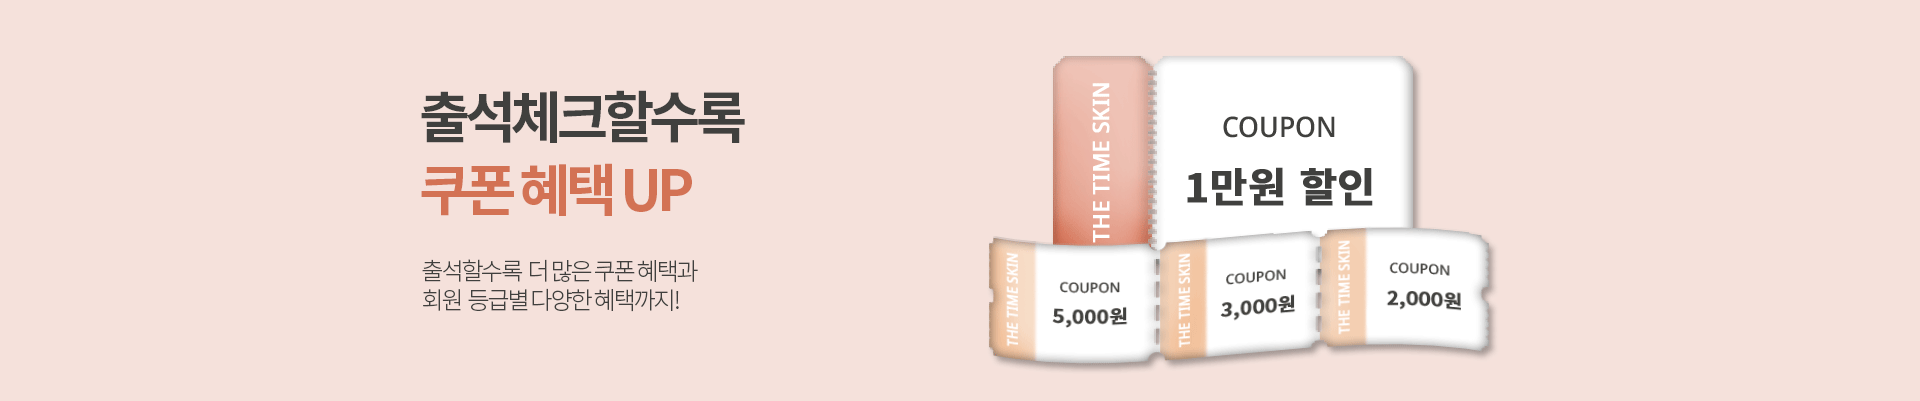 출석체크할수록
쿠폰 혜택 UP
출석할수록 더 많은 쿠폰 혜택과
회원 등급별 다양한 혜택까지!
THE TIME SKIN
COUPON
1만원 할인
THE TIME SKIN
COUPON
5,000원
THE TIME SKIN
COUPON
3,000원
THE TIME SKIN
COUPON
2,000원